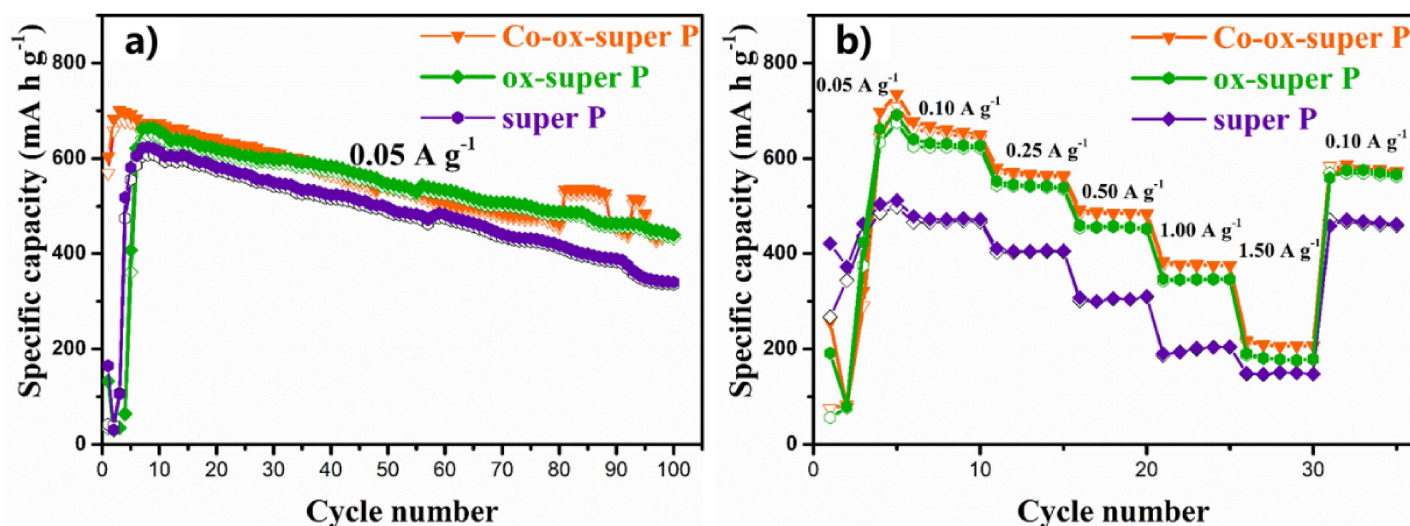 a)
Co-ox-super P
ox-super P
super P
0.05 A g⁻¹
Specific capacity (mA h g⁻¹)
800
600
400
200
0
0 10 20 30 40 50 60 70 80 90 100
Cycle number
b)
Co-ox-super P
ox-super P
super P
0.05 A g⁻¹
0.10 A g⁻¹
0.25 A g⁻¹
0.50 A g⁻¹
1.00 A g⁻¹
1.50 A g⁻¹
0.10 A g⁻¹
Specific capacity (mA h g⁻¹)
800
600
400
200
0
0 10 20 30
Cycle number